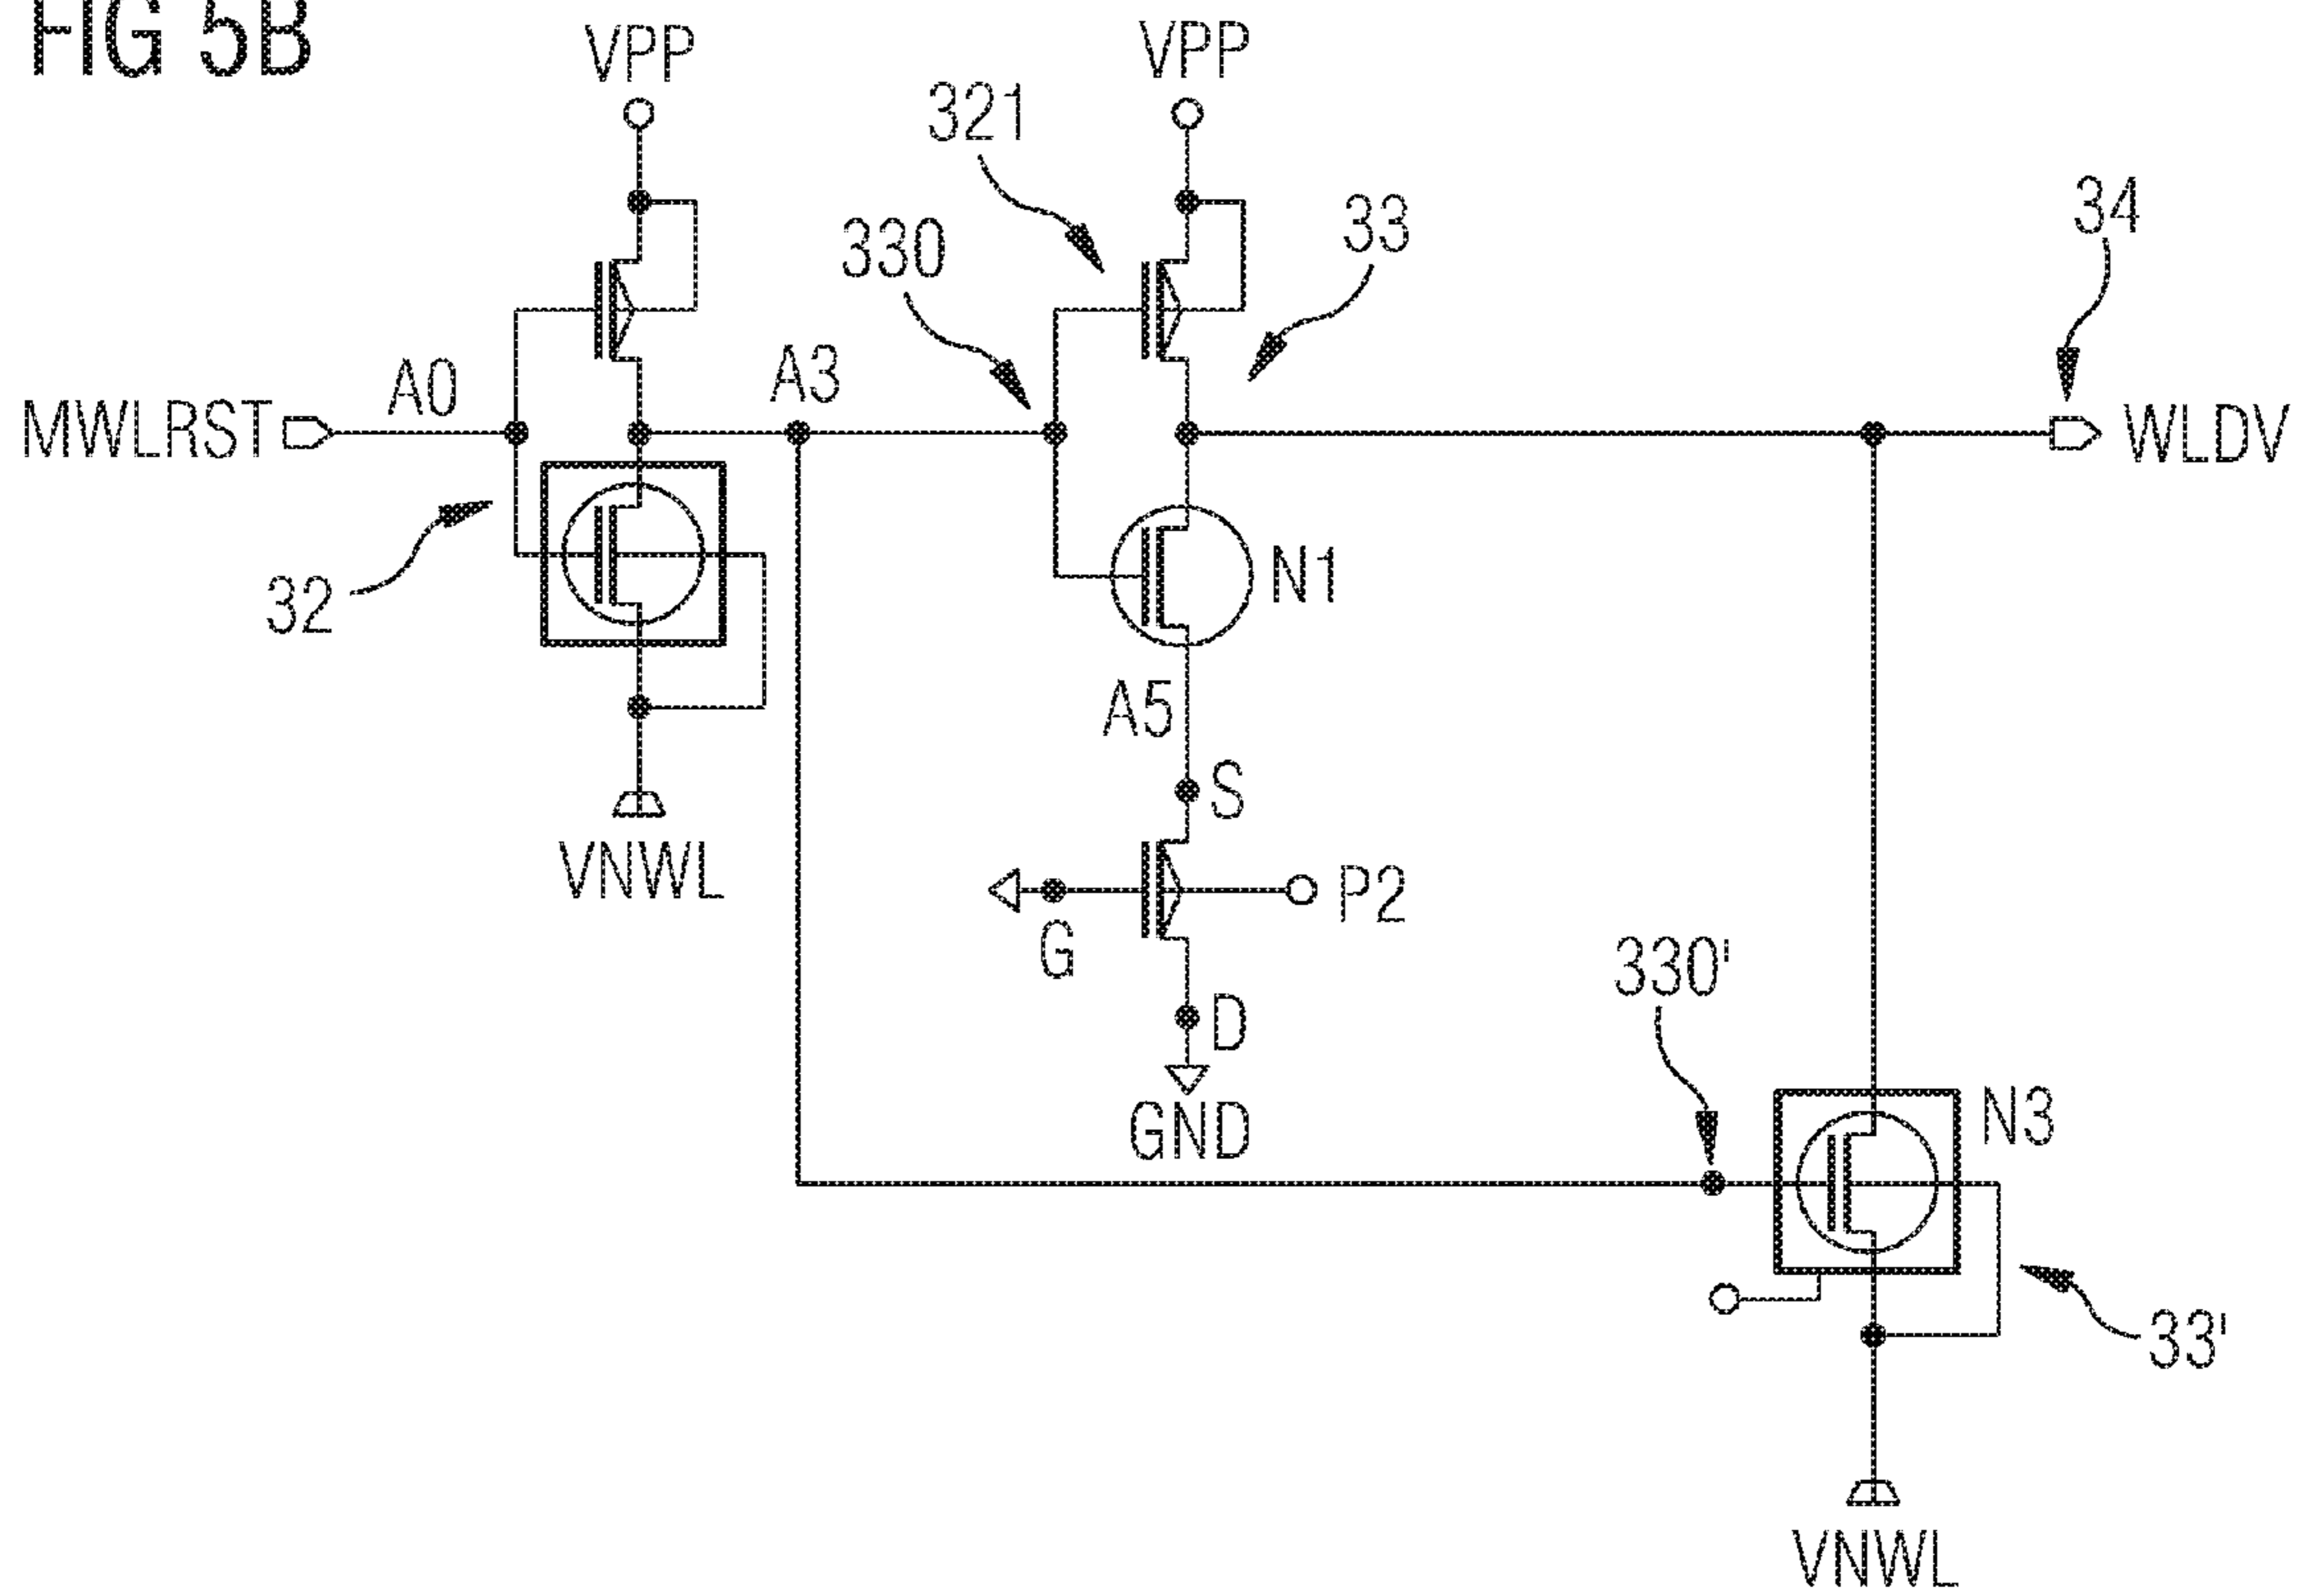 FIG 5B
VPP
VPP
321
330
33
34
A0
A3
MWLRST
WLDV
32
N1
A5
S
VNWL
P2
G
330'
D
GND
N3
33'
VNWL